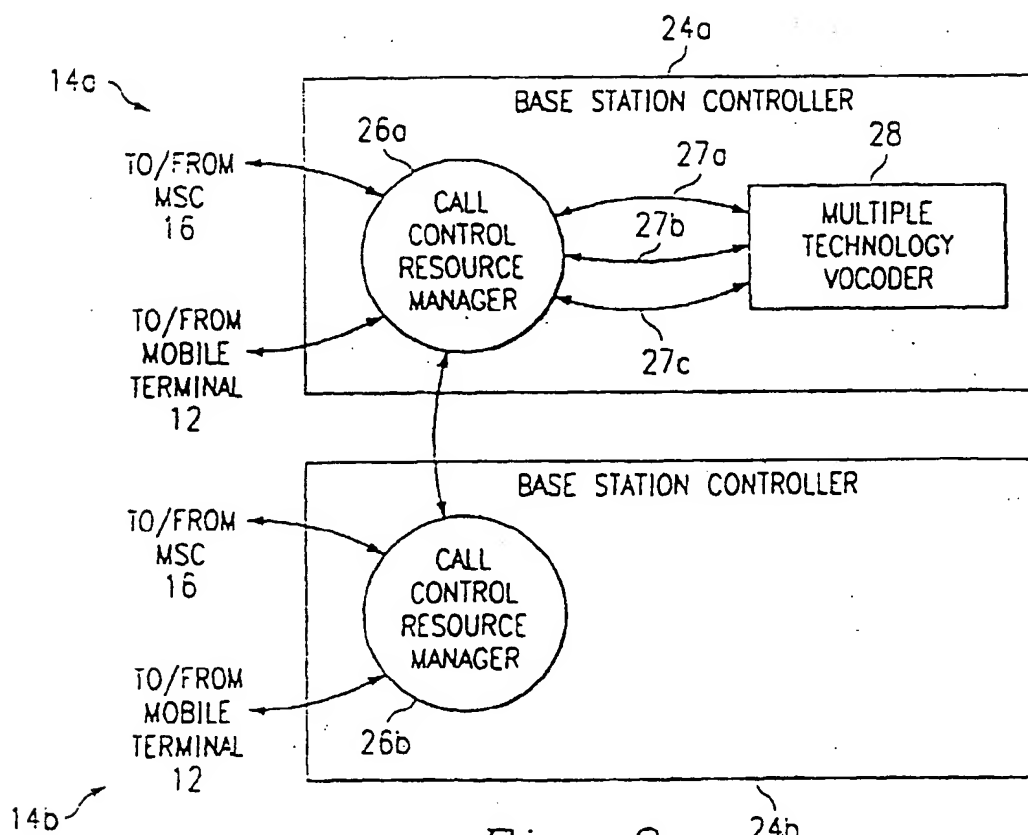 24a
14a
BASE STATION CONTROLLER
26a
27a
28
TO/FROM
MSC
16
CALL
CONTROL
RESOURCE
MANAGER
27b
MULTIPLE
TECHNOLOGY
VOCODER
TO/FROM
MOBILE
TERMINAL
12
27c
BASE STATION CONTROLLER
TO/FROM
MSC
16
CALL
CONTROL
RESOURCE
MANAGER
TO/FROM
MOBILE
TERMINAL
12
26b
14b
24b